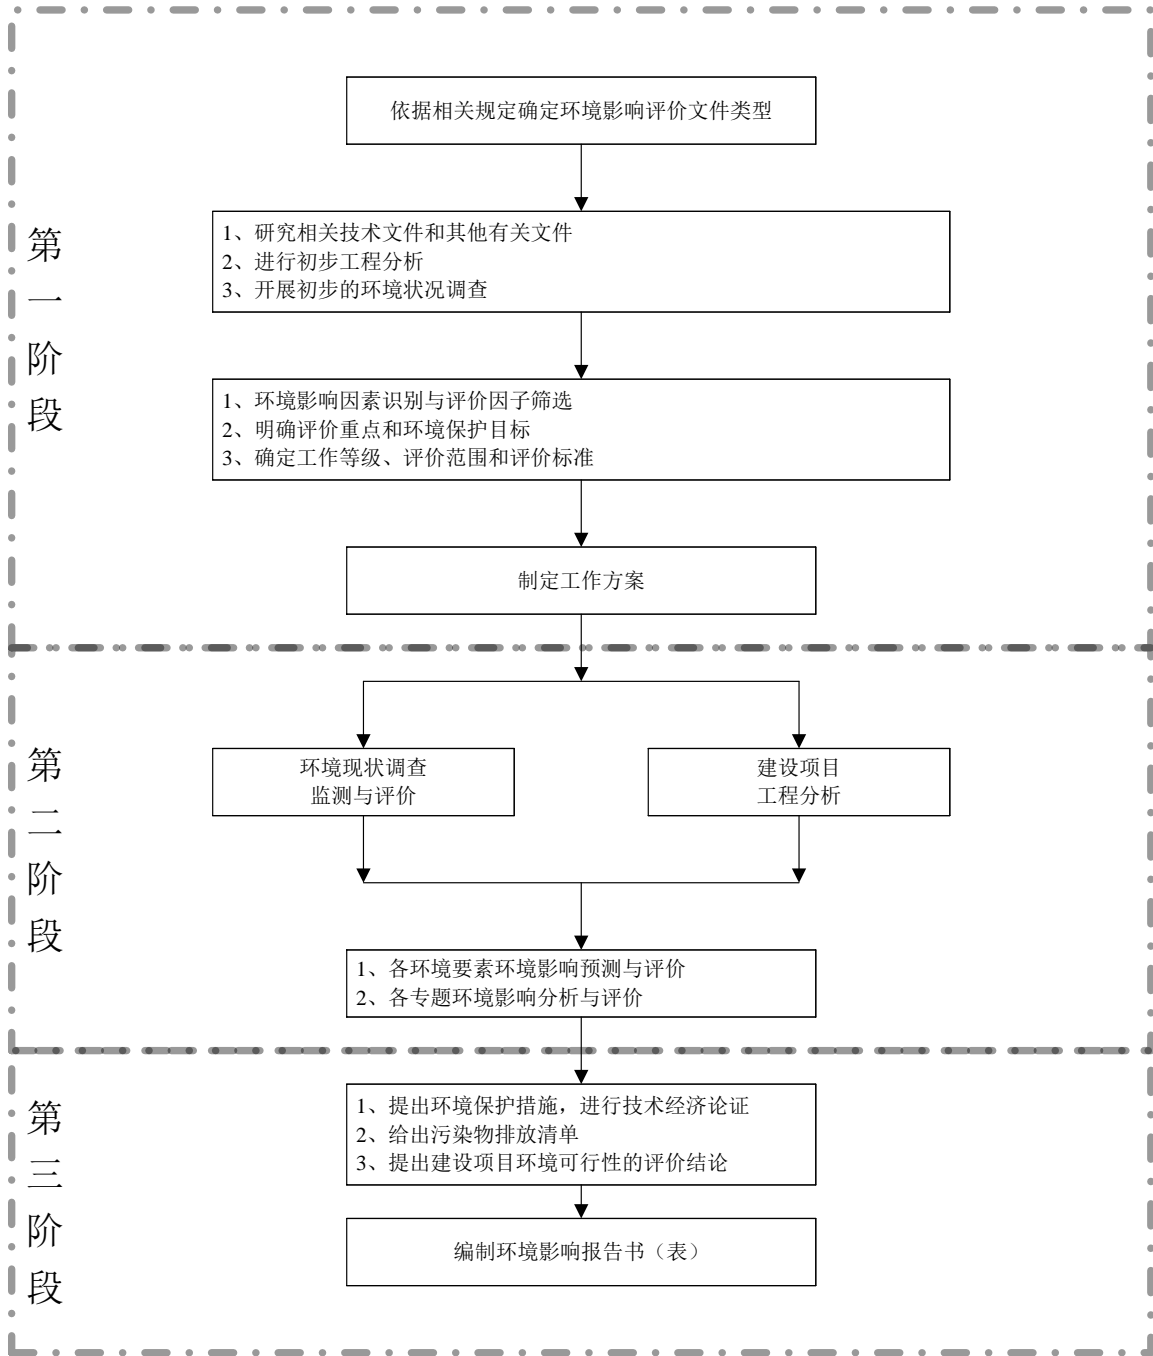 依据相关规定确定环境影响评价文件类型
第一阶段
1、研究相关技术文件和其他有关文件
2、进行初步工程分析
3、开展初步的环境状况调查
1、环境影响因素识别与评价因子筛选
2、明确评价重点和环境保护目标
3、确定工作等级、评价范围和评价标准
制定工作方案
第二阶段
环境现状调查
监测与评价
建设项目
工程分析
1、各环境要素环境影响预测与评价
2、各专题环境影响分析与评价
第三阶段
1、提出环境保护措施，进行技术经济论证
2、给出污染物排放清单
3、提出建设项目环境可行性的评价结论
编制环境影响报告书（表）